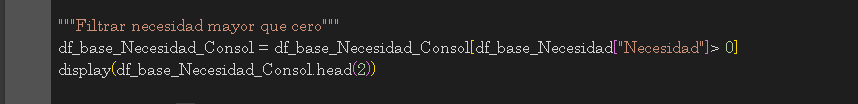 """Filtrar necesidad mayor que cero"""
df_base_Necesidad_Consol = df_base_Necesidad_Consol[df_base_Necesidad["Necesidad"]> 0]
display(df_base_Necesidad_Consol.head(2))